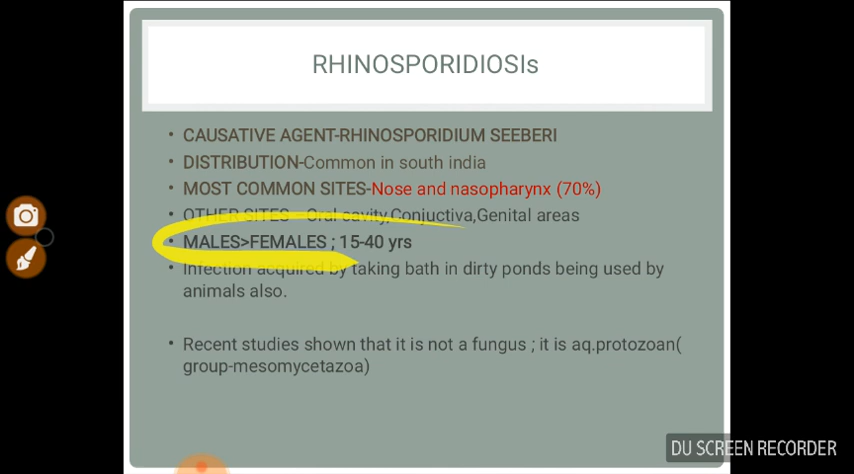 RHINOSPORIDIOSIs
• CAUSATIVE AGENT-RHINOSPORIDIUM SEEBERI
• DISTRIBUTION-Common in south india
• MOST COMMON SITES-Nose and nasopharynx (70%)
• OTHER SITES - Oral cavity,Conjuctiva,Genital areas
• MALES>FEMALES ; 15-40 yrs
• Infection acquired by taking bath in dirty ponds being used by
animals also.
• Recent studies shown that it is not a fungus ; it is aq.protozoan(
group-mesomycetazoa)
DU SCREEN RECORDER